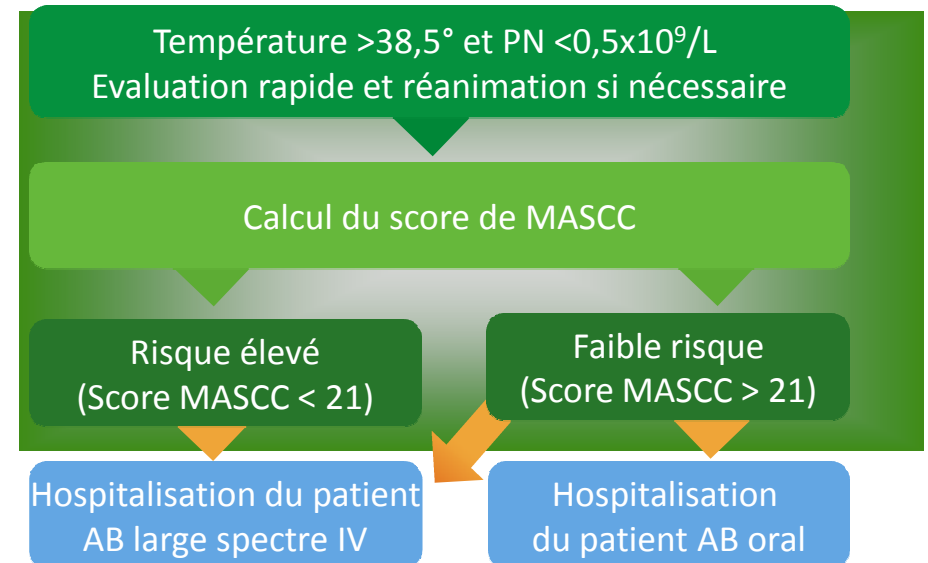 Température >38,5° et PN <0,5x10⁹/L
Evaluation rapide et réanimation si nécessaire
Calcul du score de MASCC
Risque élevé
(Score MASCC < 21)
Faible risque
(Score MASCC > 21)
Hospitalisation du patient
AB large spectre IV
Hospitalisation
du patient AB oral